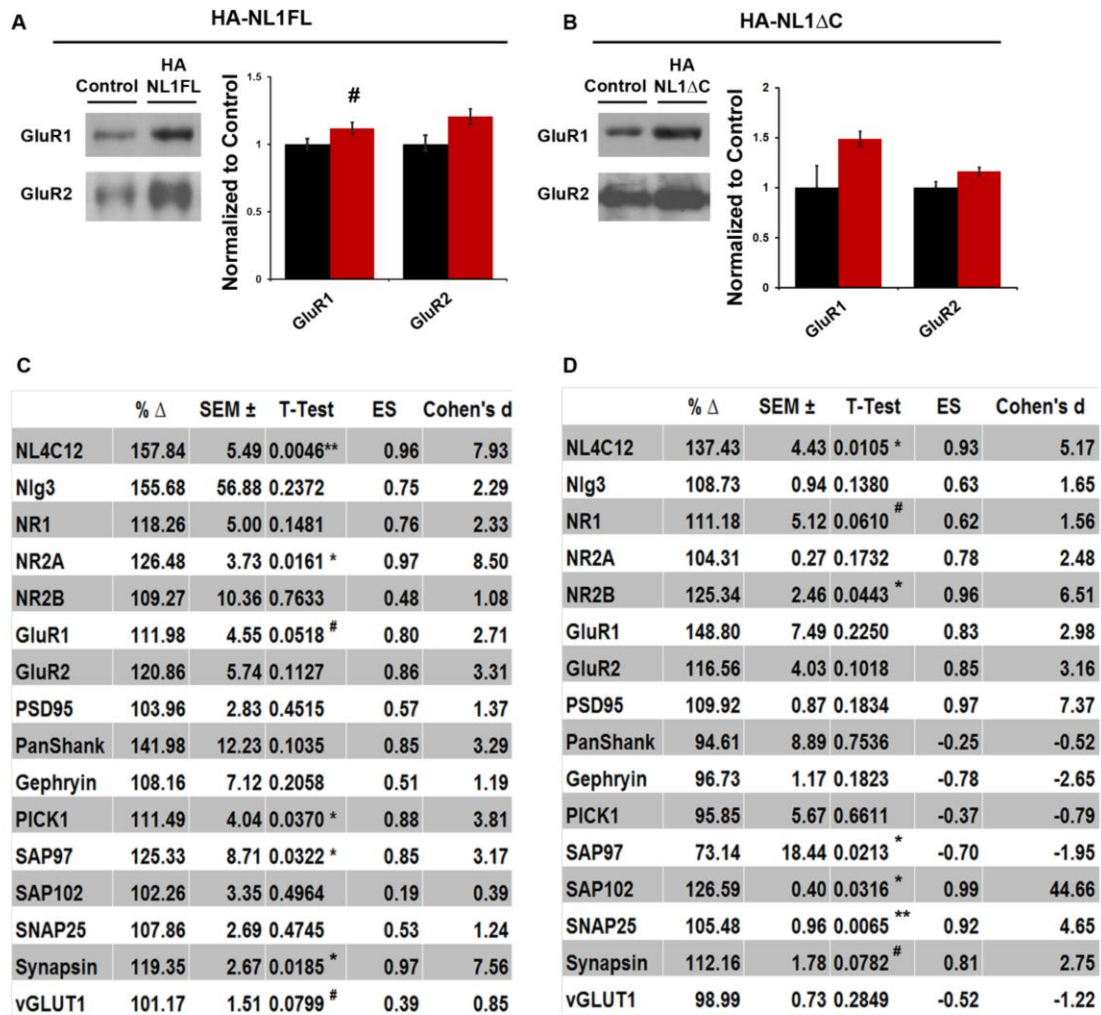 A
HA-NL1FL
Control
HA
NL1FL
GluR1
GluR2
Normalized to Control
1.5
1
0.5
0
#
GluR1
GluR2
B
HA-NL1ΔC
Control
HA
NL1ΔC
GluR1
GluR2
Normalized to Control
2
1.5
1
0.5
0
GluR1
GluR2
C
% Δ SEM ± T-Test ES Cohen's d
NL4C12 157.84 5.49 0.0046** 0.96 7.93
Nlg3 155.68 56.88 0.2372 0.75 2.29
NR1 118.26 5.00 0.1481 0.76 2.33
NR2A 126.48 3.73 0.0161 * 0.97 8.50
NR2B 109.27 10.36 0.7633 0.48 1.08
GluR1 111.98 4.55 0.0518 # 0.80 2.71
GluR2 120.86 5.74 0.1127 0.86 3.31
PSD95 103.96 2.83 0.4515 0.57 1.37
PanShank 141.98 12.23 0.1035 0.85 3.29
Gephryin 108.16 7.12 0.2058 0.51 1.19
PICK1 111.49 4.04 0.0370 * 0.88 3.81
SAP97 125.33 8.71 0.0322 * 0.85 3.17
SAP102 102.26 3.35 0.4964 0.19 0.39
SNAP25 107.86 2.69 0.4745 0.53 1.24
Synapsin 119.35 2.67 0.0185 * 0.97 7.56
vGLUT1 101.17 1.51 0.0799 # 0.39 0.85
D
% Δ SEM ± T-Test ES Cohen's d
NL4C12 137.43 4.43 0.0105 * 0.93 5.17
Nlg3 108.73 0.94 0.1380 0.63 1.65
NR1 111.18 5.12 0.0610 # 0.62 1.56
NR2A 104.31 0.27 0.1732 0.78 2.48
NR2B 125.34 2.46 0.0443 * 0.96 6.51
GluR1 148.80 7.49 0.2250 0.83 2.98
GluR2 116.56 4.03 0.1018 0.85 3.16
PSD95 109.92 0.87 0.1834 0.97 7.37
PanShank 94.61 8.89 0.7536 -0.25 -0.52
Gephryin 96.73 1.17 0.1823 -0.78 -2.65
PICK1 95.85 5.67 0.6611 -0.37 -0.79
SAP97 73.14 18.44 0.0213 * -0.70 -1.95
SAP102 126.59 0.40 0.0316 * 0.99 44.66
SNAP25 105.48 0.96 0.0065 ** 0.92 4.65
Synapsin 112.16 1.78 0.0782 # 0.81 2.75
vGLUT1 98.99 0.73 0.2849 -0.52 -1.22